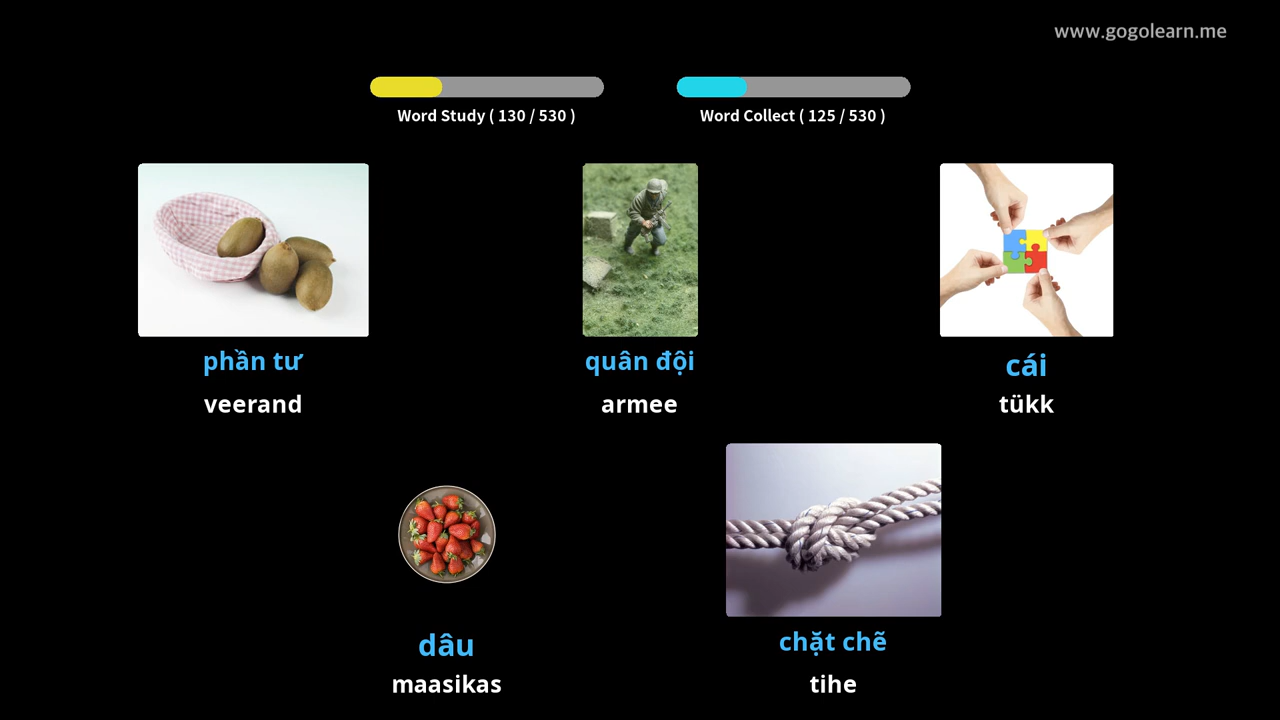 www.gogolearn.me
Word Study ( 130 / 530 )
Word Collect ( 125 / 530 )
phần tư
veerand
quân đội
armee
cái
tükk
dâu
maasikas
chặt chẽ
tihe